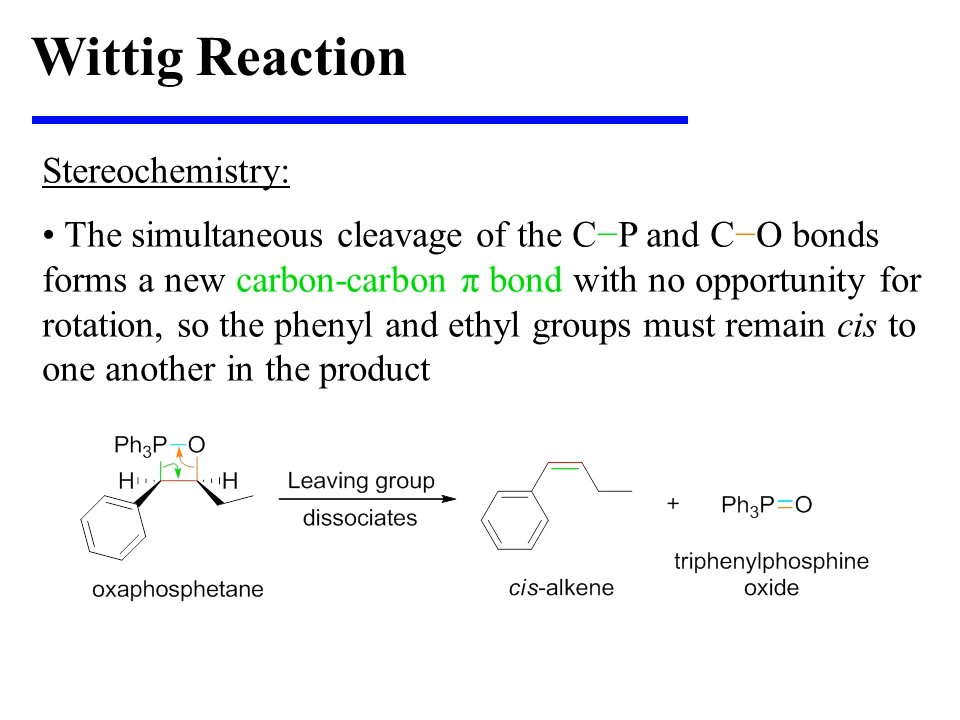 Wittig Reaction
Stereochemistry:
• The simultaneous cleavage of the C−P and C−O bonds
forms a new carbon-carbon π bond with no opportunity for
rotation, so the phenyl and ethyl groups must remain cis to
one another in the product
Ph₃P O
H H
Leaving group
dissociates
+
Ph₃P O
oxaphosphetane
cis-alkene
triphenylphosphine
oxide